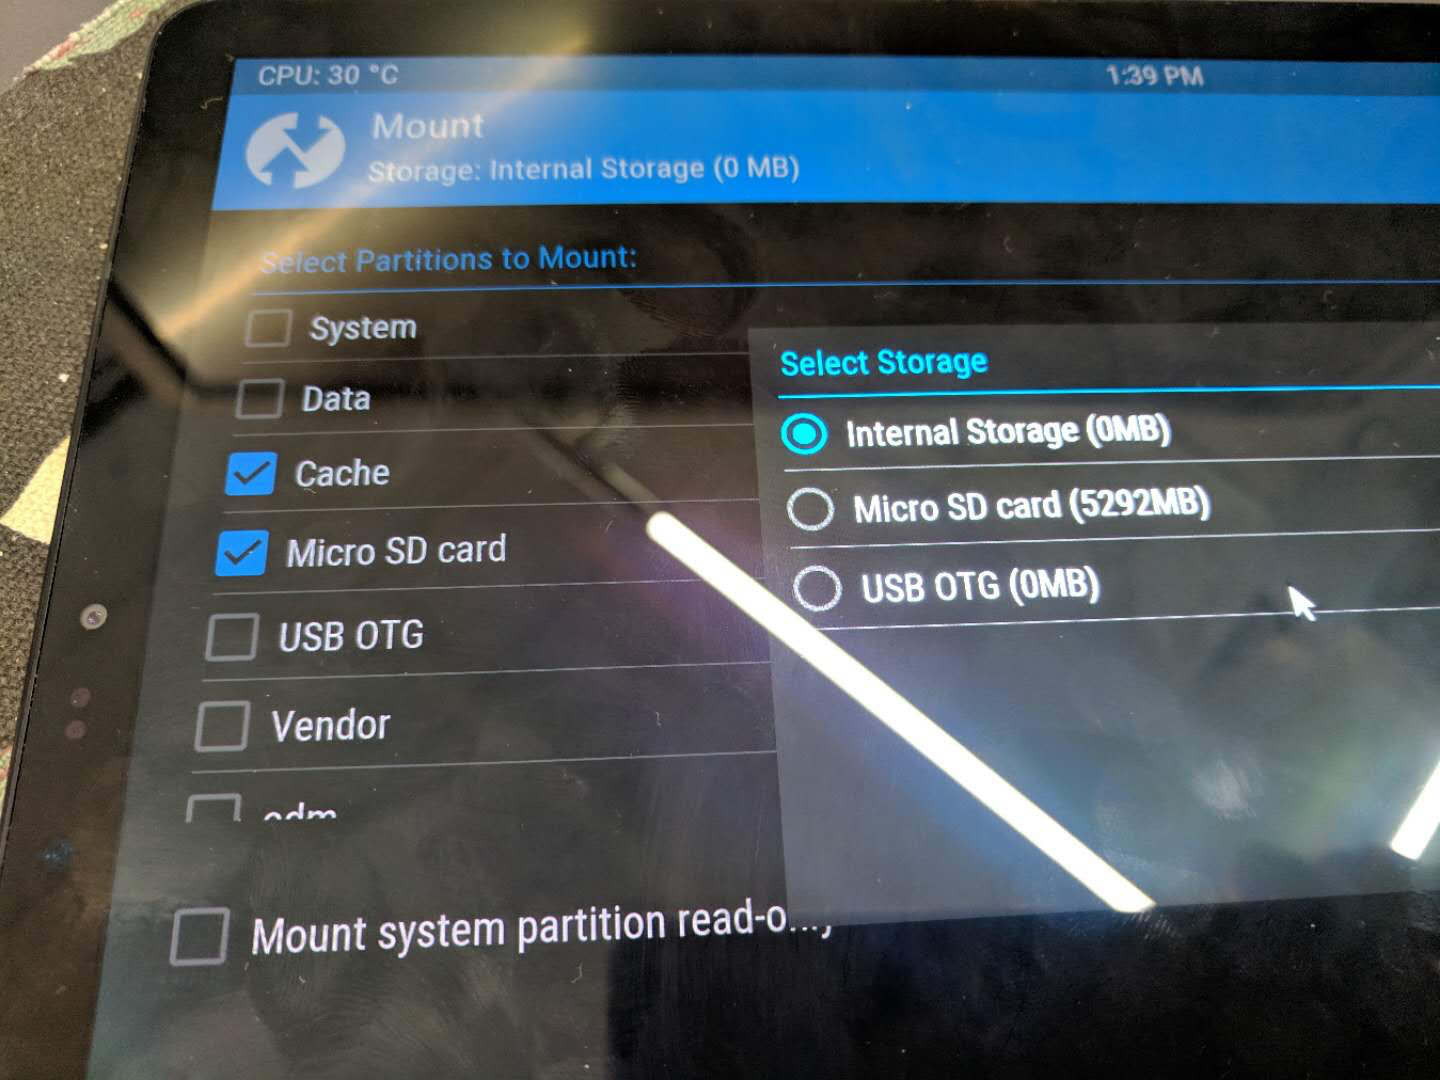 CPU: 30 °C
1:39 PM
Mount
Storage: Internal Storage (0 MB)
Select Partitions to Mount:
System
Data
Cache
Micro SD card
USB OTG
Vendor
odm
Mount system partition read-o...y
Select Storage
Internal Storage (0MB)
Micro SD card (5292MB)
USB OTG (0MB)